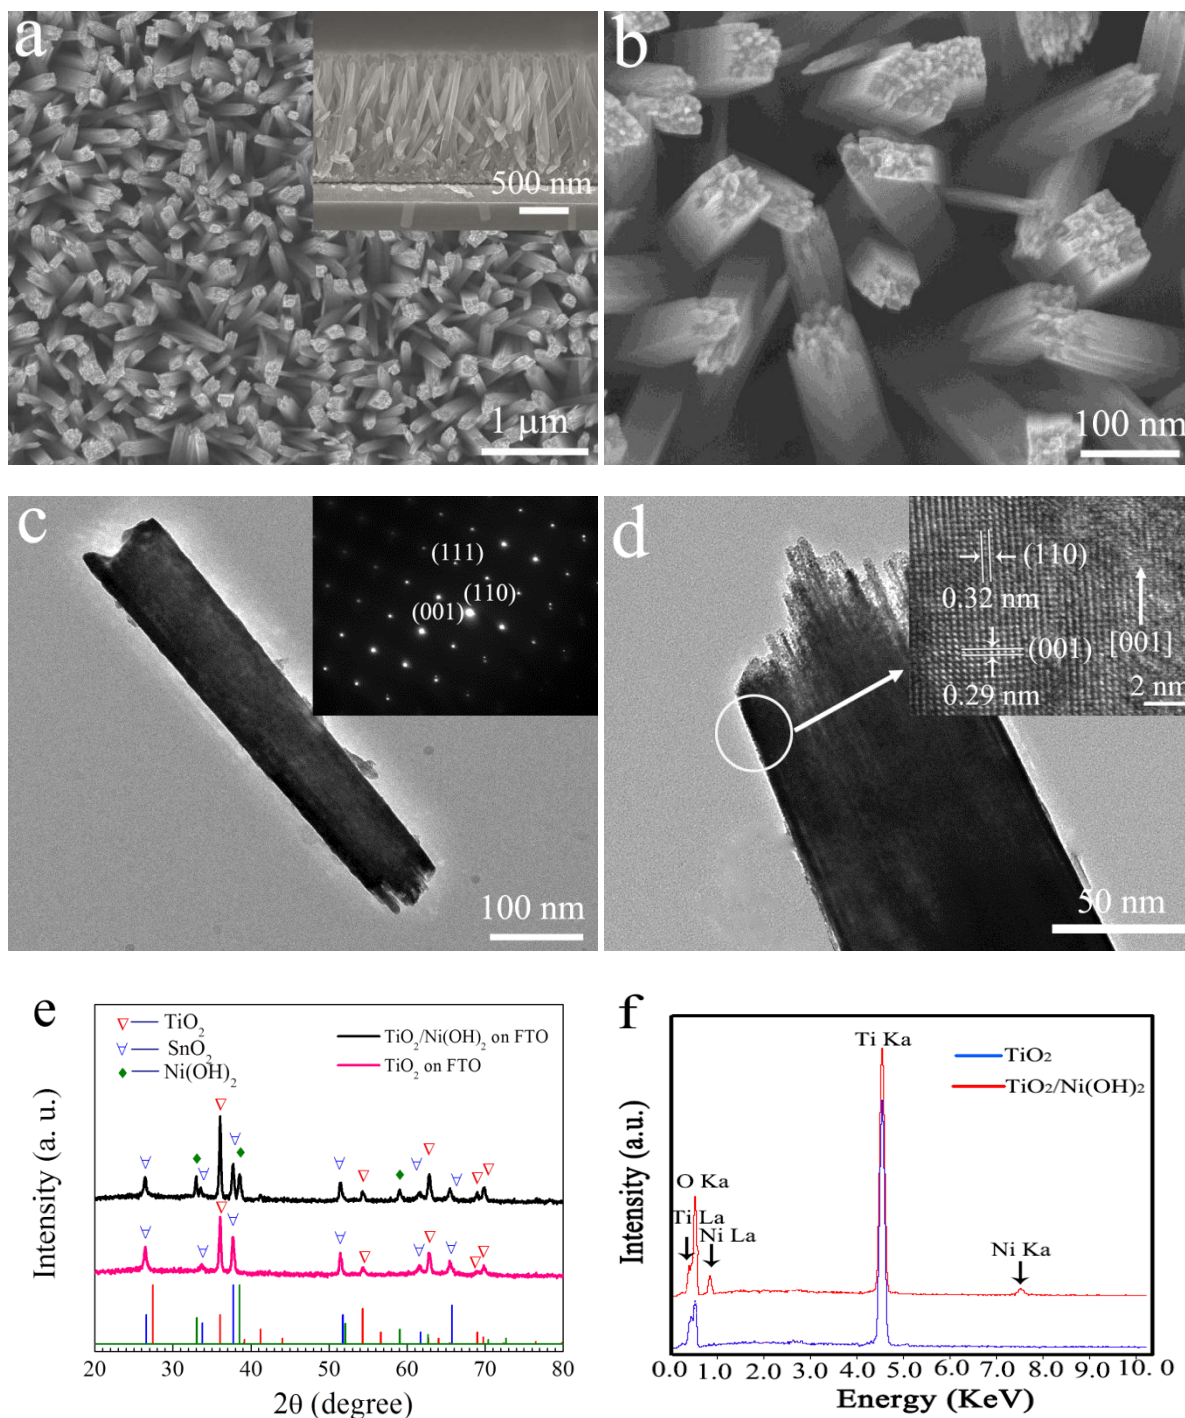 a
500 nm
1 μm
b
100 nm
c
(111)
(110)
(001)
100 nm
d
(110)
0.32 nm
[001]
(001)
0.29 nm
2 nm
50 nm
e
TiO₂
SnO₂
Ni(OH)₂
TiO₂/Ni(OH)₂ on FTO
TiO₂ on FTO
Intensity (a. u.)
20 30 40 50 60 70 80
2θ (degree)
f
Ti Ka
TiO₂
TiO₂/Ni(OH)₂
O Ka
Ti La
Ni La
Ni Ka
Intensity (a.u.)
0.0 1.0 2.0 3.0 4.0 5.0 6.0 7.0 8.0 9.0 10.0
Energy (KeV)